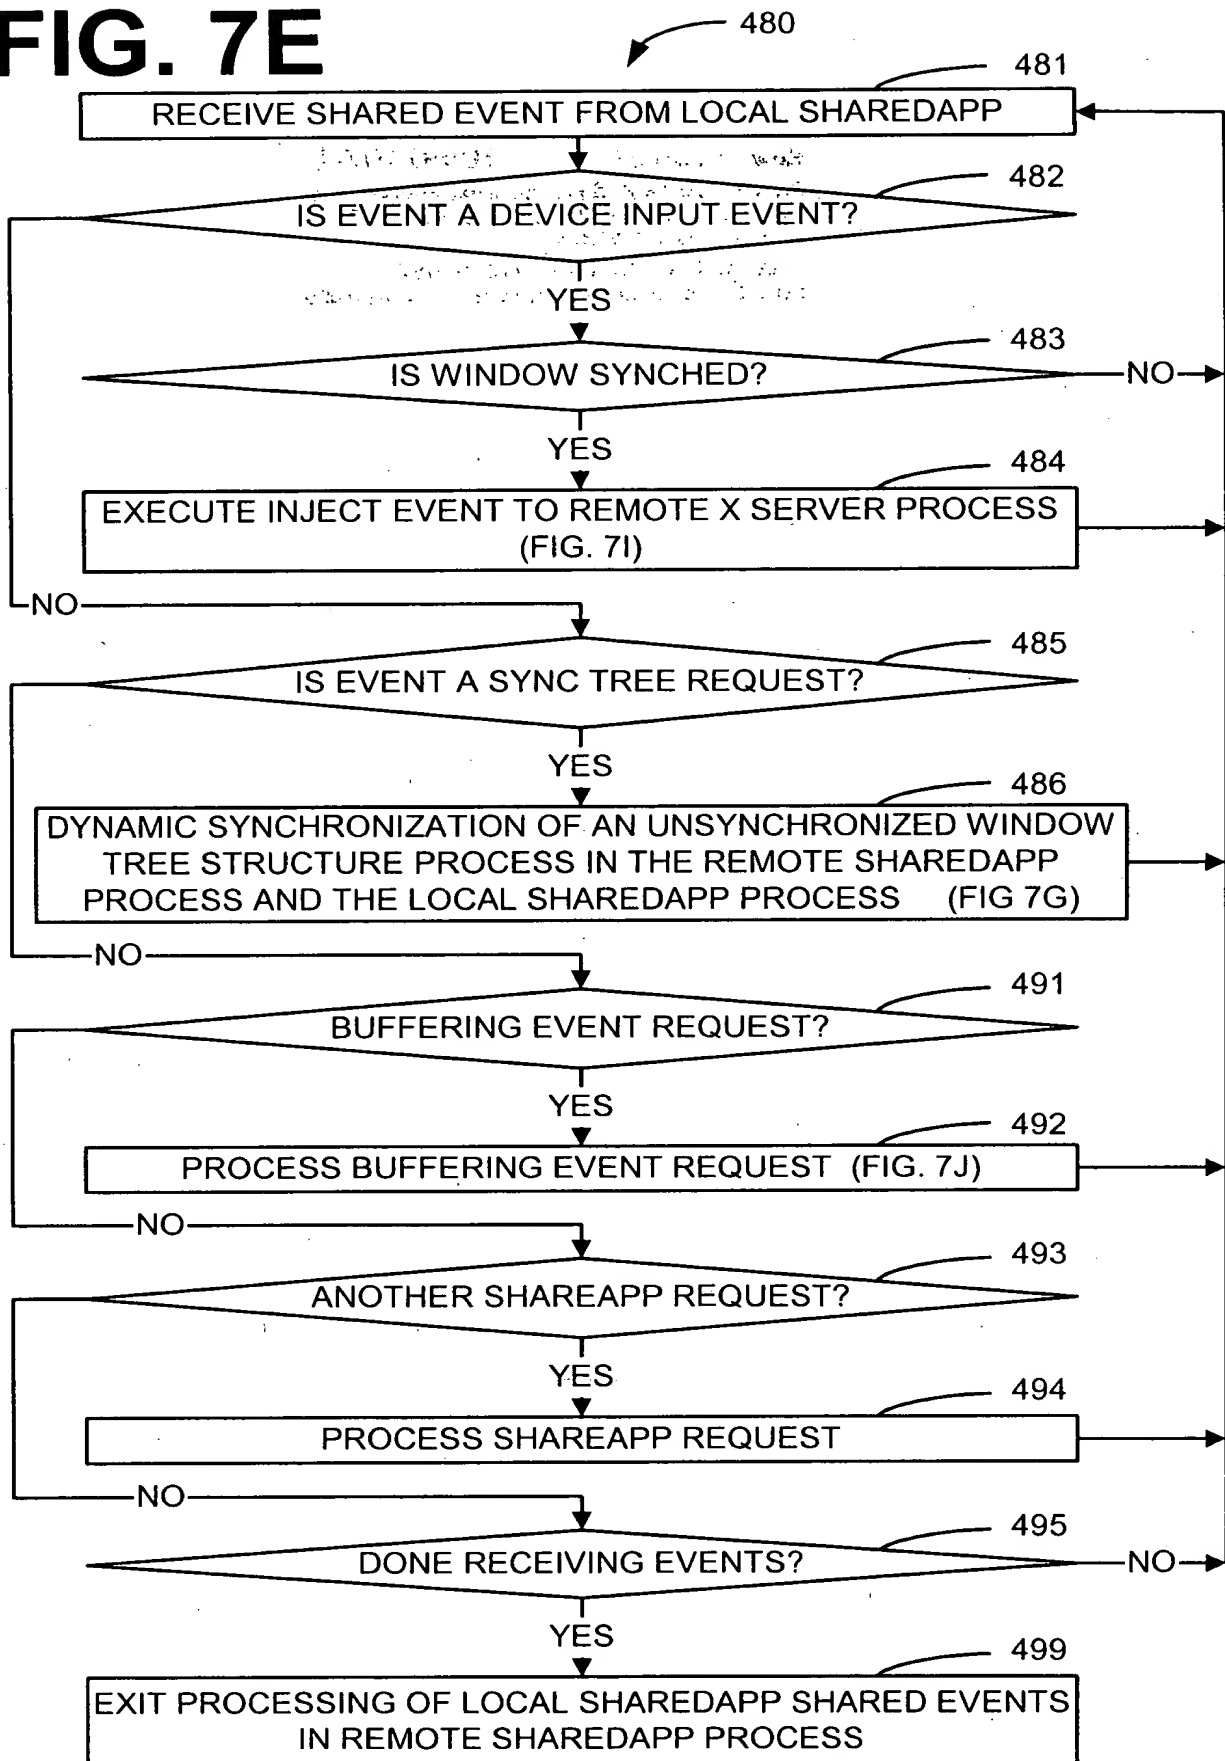 FIG. 7E
480
481
RECEIVE SHARED EVENT FROM LOCAL SHAREDAPP
482
IS EVENT A DEVICE INPUT EVENT?
YES
483
IS WINDOW SYNCHED?
NO
YES
484
EXECUTE INJECT EVENT TO REMOTE X SERVER PROCESS
(FIG. 7I)
NO
485
IS EVENT A SYNC TREE REQUEST?
YES
486
DYNAMIC SYNCHRONIZATION OF AN UNSYNCHRONIZED WINDOW
TREE STRUCTURE PROCESS IN THE REMOTE SHAREDAPP
PROCESS AND THE LOCAL SHAREDAPP PROCESS (FIG 7G)
NO
491
BUFFERING EVENT REQUEST?
YES
492
PROCESS BUFFERING EVENT REQUEST (FIG. 7J)
NO
493
ANOTHER SHAREAPP REQUEST?
YES
494
PROCESS SHAREAPP REQUEST
NO
495
DONE RECEIVING EVENTS?
NO
YES
499
EXIT PROCESSING OF LOCAL SHAREDAPP SHARED EVENTS
IN REMOTE SHAREDAPP PROCESS